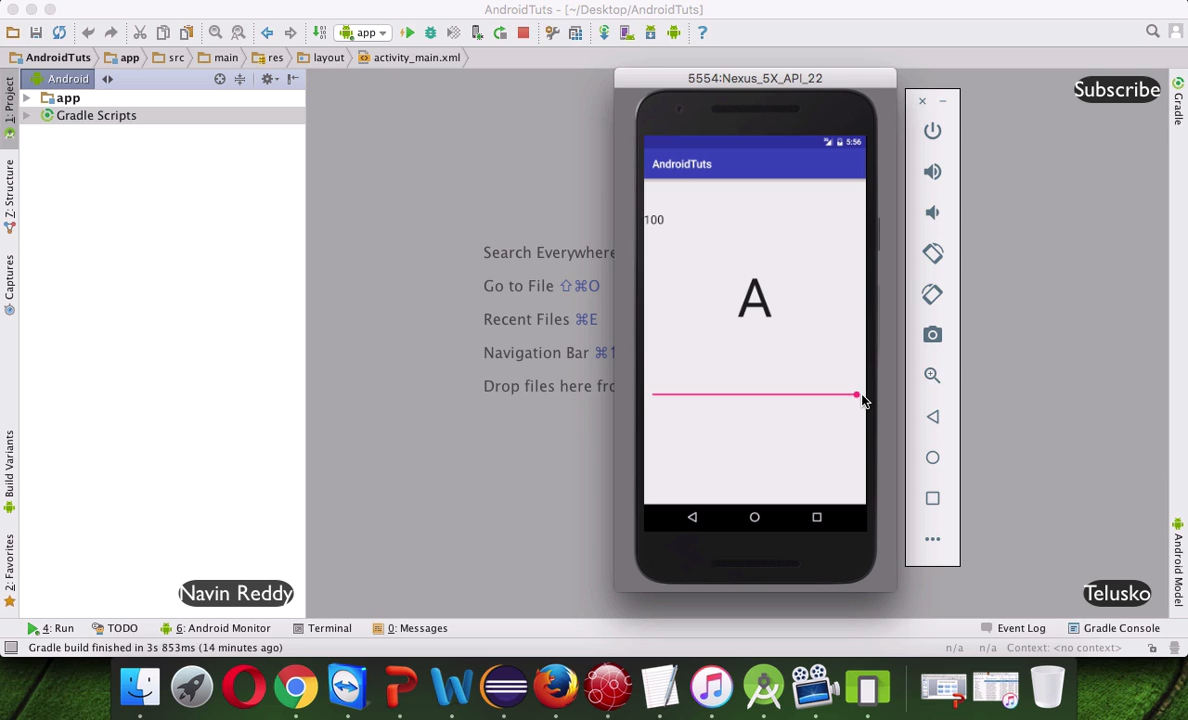 AndroidTuts - [~/Desktop/AndroidTuts]
app
AndroidTuts app src main res layout activity_main.xml
Android
app
Gradle Scripts
1: Project
Z: Structure
Captures
Build Variants
2: Favorites
Search Everywhere
Go to File ⇧⌘O
Recent Files ⌘E
Navigation Bar ⌘
Drop files here
5554:Nexus_5X_API_22
5:56
AndroidTuts
100
A
Subscribe
Gradle
Android Model
Navin Reddy
Telusko
4: Run TODO 6: Android Monitor Terminal 0: Messages Event Log Gradle Console
Gradle build finished in 3s 853ms (14 minutes ago) n/a n/a Context: <no context>